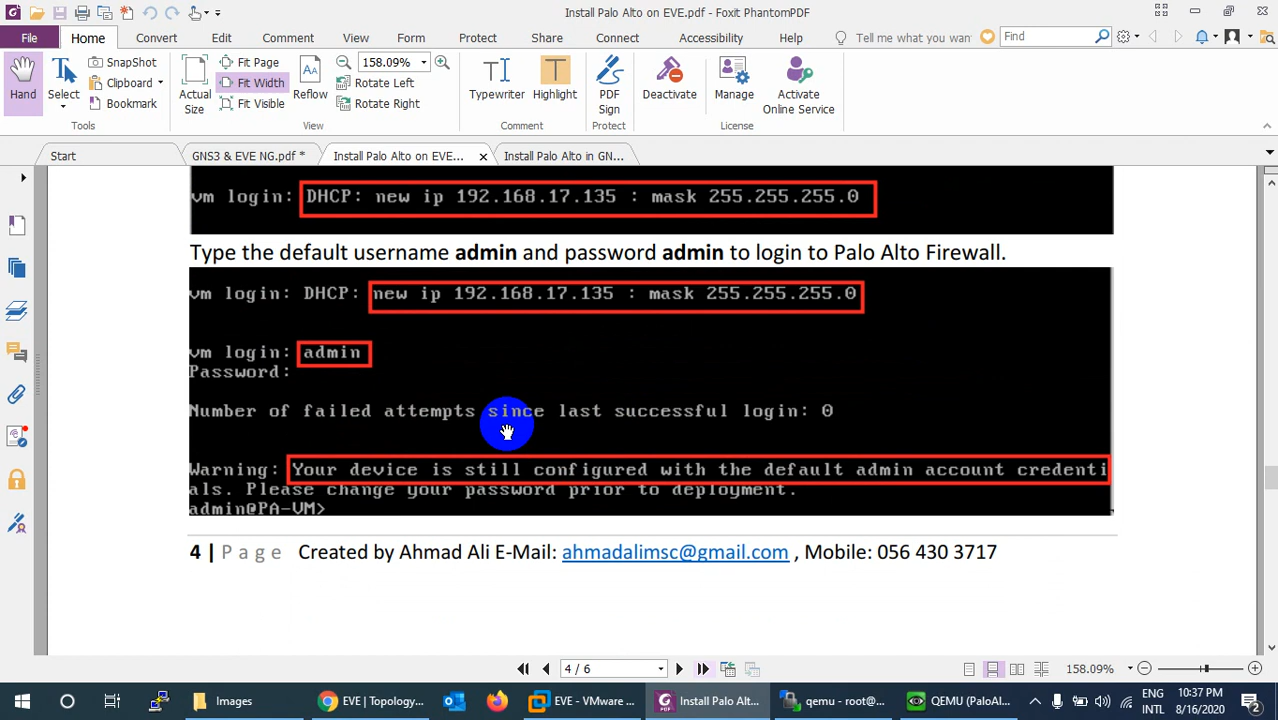 Install Palo Alto on EVE.pdf - Foxit PhantomPDF
File Home Convert Edit Comment View Form Protect Share Connect Accessibility Help Tell me what you want Find
Hand
Select
SnapShot
Clipboard
Bookmark
Tools
Actual Size
Fit Page
Fit Width
Fit Visible
Reflow
158.09%
Rotate Left
Rotate Right
View
Typewriter
Highlight
Comment
PDF Sign
Protect
Deactivate
Manage
Activate Online Service
License
Start GNS3 & EVE NG.pdf * Install Palo Alto on EVE... Install Palo Alto in GN...
vm login: DHCP: new ip 192.168.17.135 : mask 255.255.255.0
Type the default username admin and password admin to login to Palo Alto Firewall.
vm login: DHCP: new ip 192.168.17.135 : mask 255.255.255.0
vm login: admin
Password:
Number of failed attempts since last successful login: 0
Warning: Your device is still configured with the default admin account credenti
als. Please change your password prior to deployment.
admin@PA-VM>
4 | Page Created by Ahmad Ali E-Mail: ahmadalimsc@gmail.com , Mobile: 056 430 3717
4 / 6
158.09%
Images
EVE | Topology...
EVE - VMware ...
Install Palo Alt...
qemu - root@...
QEMU (PaloAl...
ENG
INTL
10:37 PM
8/16/2020
2